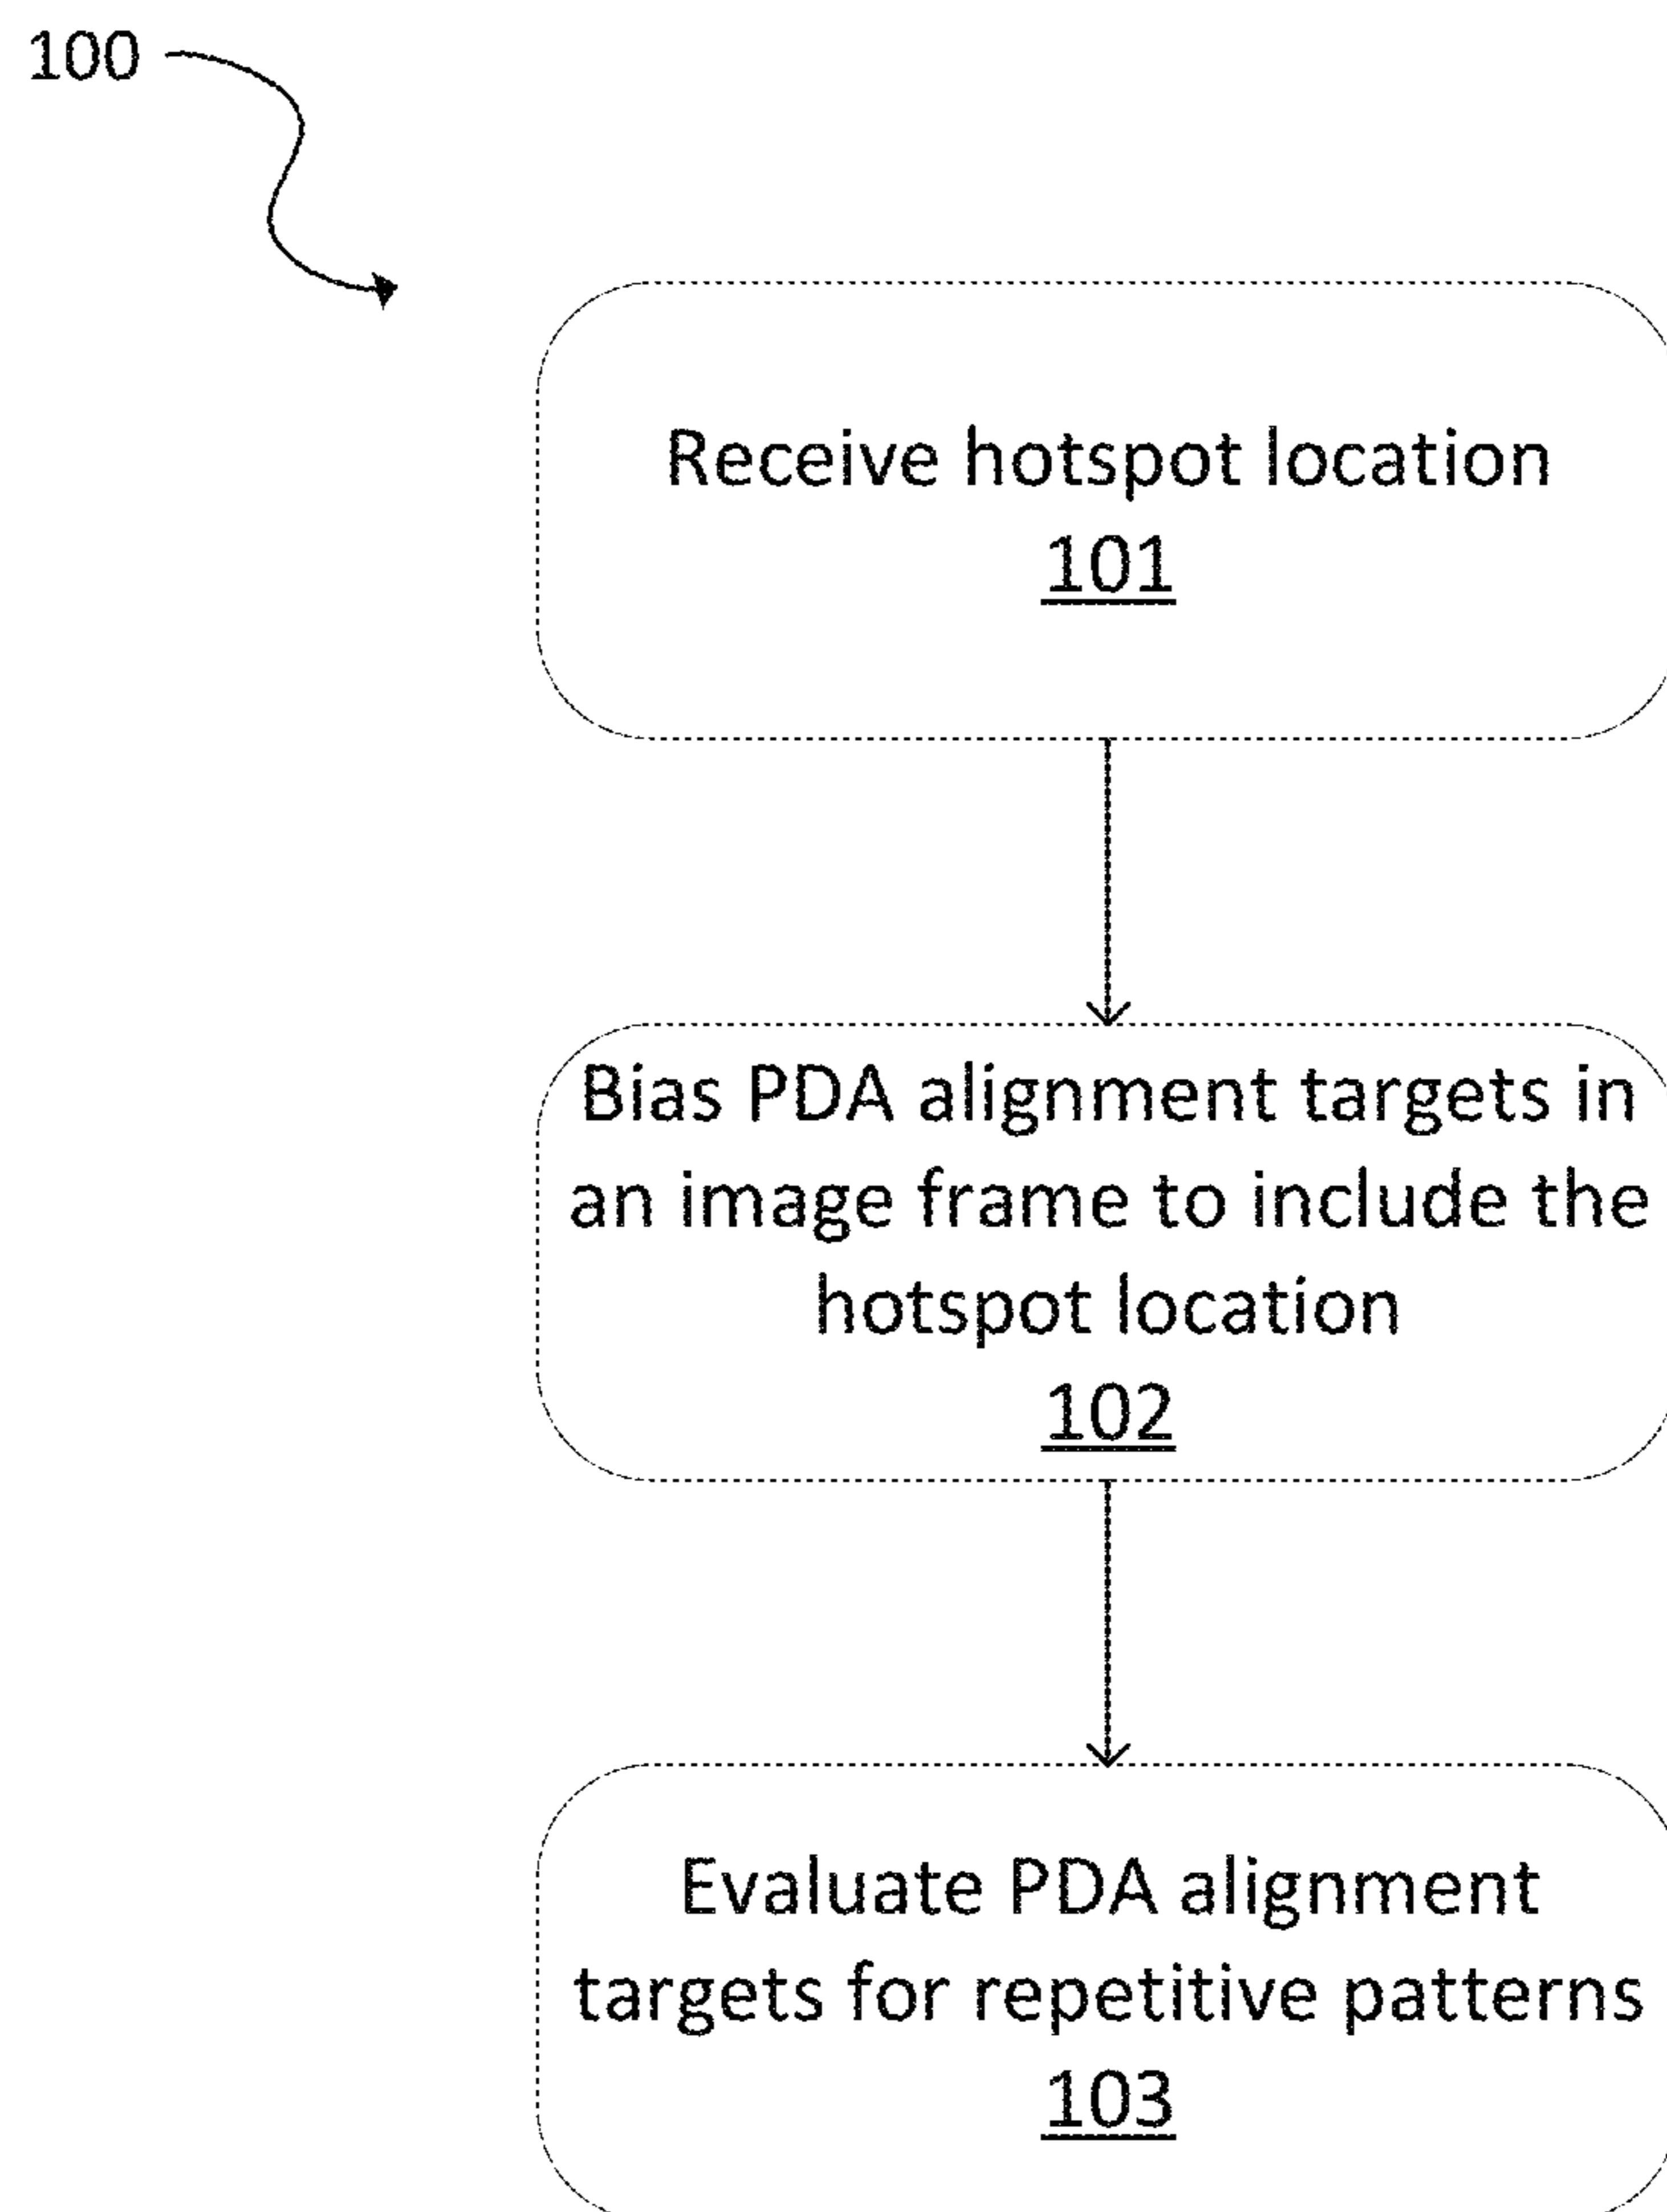 100
Receive hotspot location
101
Bias PDA alignment targets in
an image frame to include the
hotspot location
102
Evaluate PDA alignment
targets for repetitive patterns
103